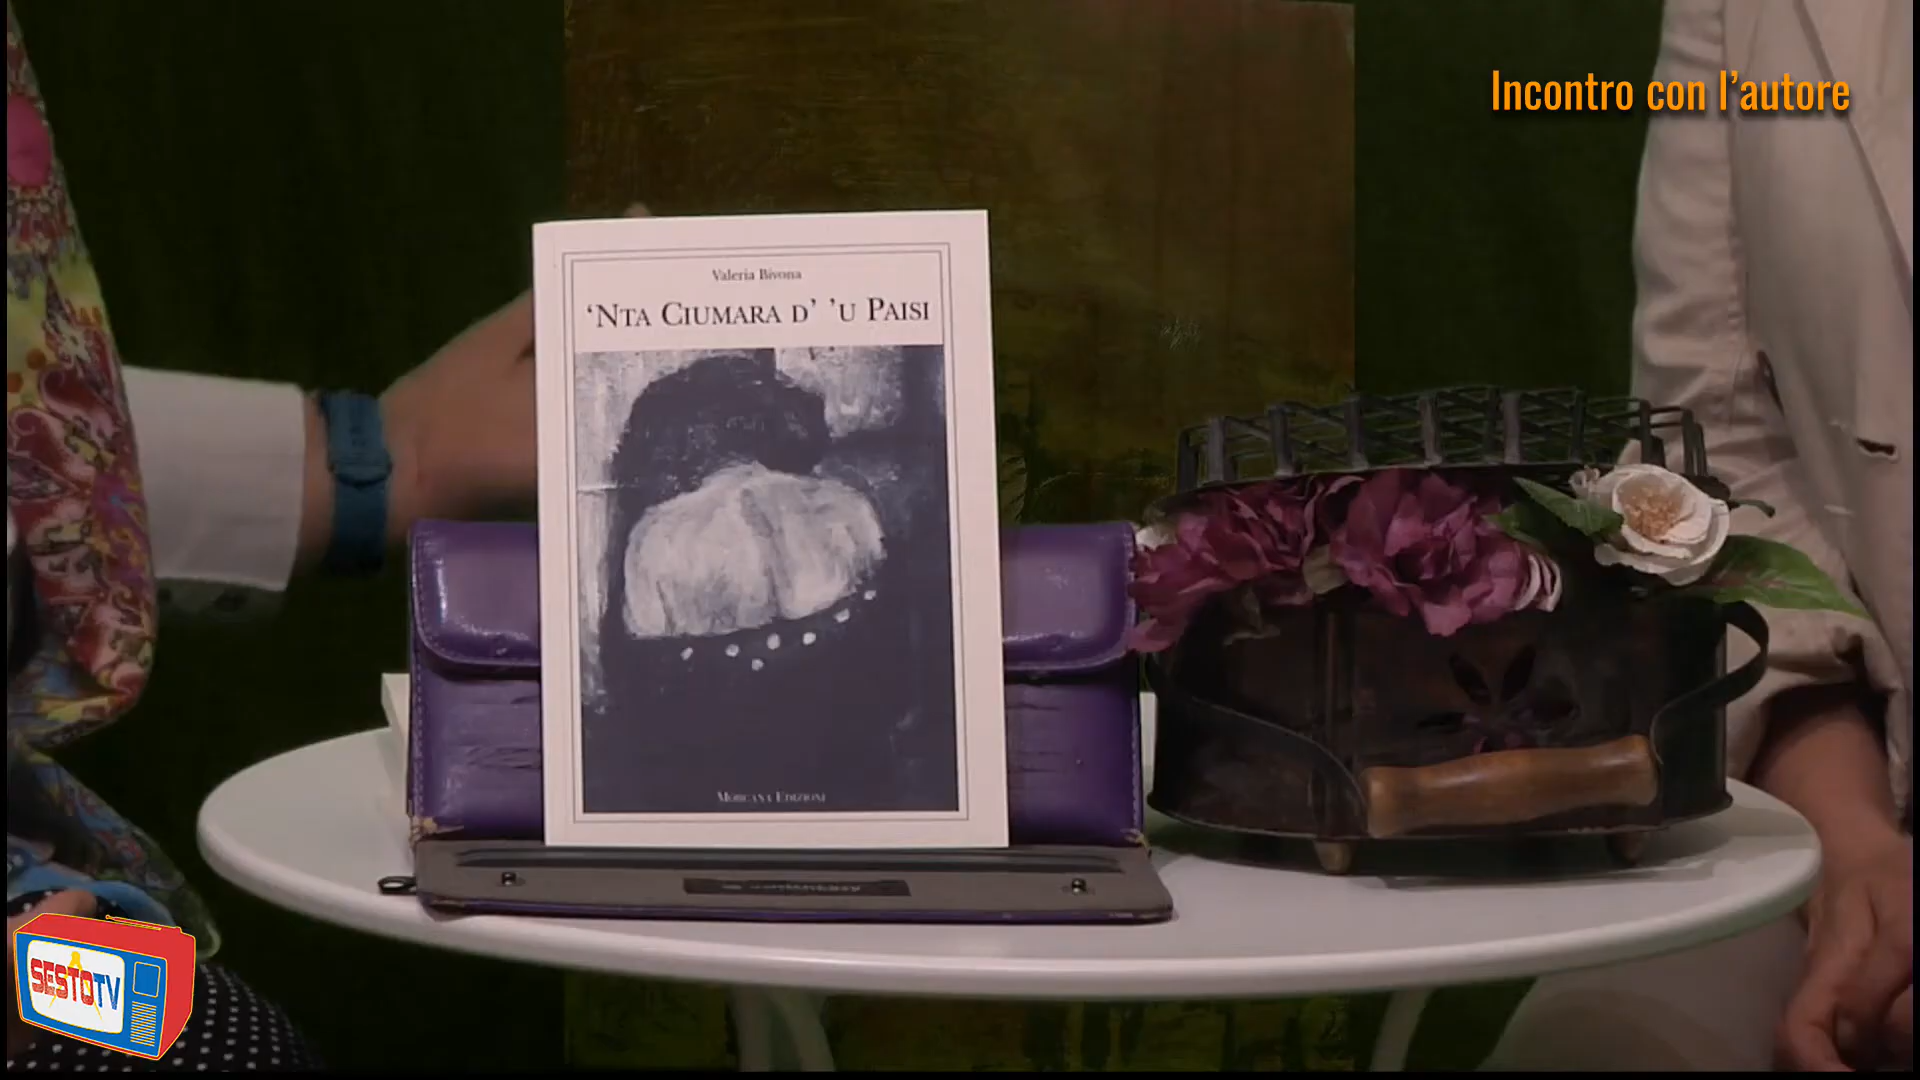 Incontro con l'autore
Valeria Bivona
'NTA CIUMARA D' 'U PAISI
MORGANA EDIZIONI
SESTOTV